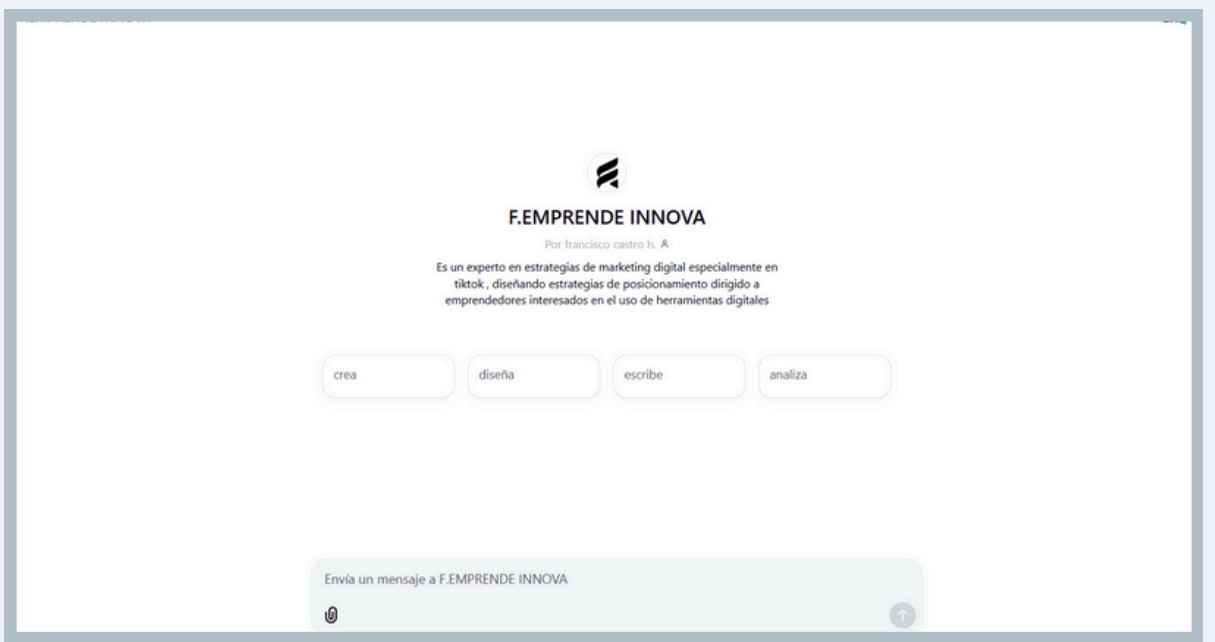 F.EMPRENDE INNOVA
Por francisco castro h.
Es un experto en estrategias de marketing digital especialmente en
tiktok , diseñando estrategias de posicionamiento dirigido a
emprendedores interesados en el uso de herramientas digitales
crea
diseña
escribe
analiza
Envía un mensaje a F.EMPRENDE INNOVA